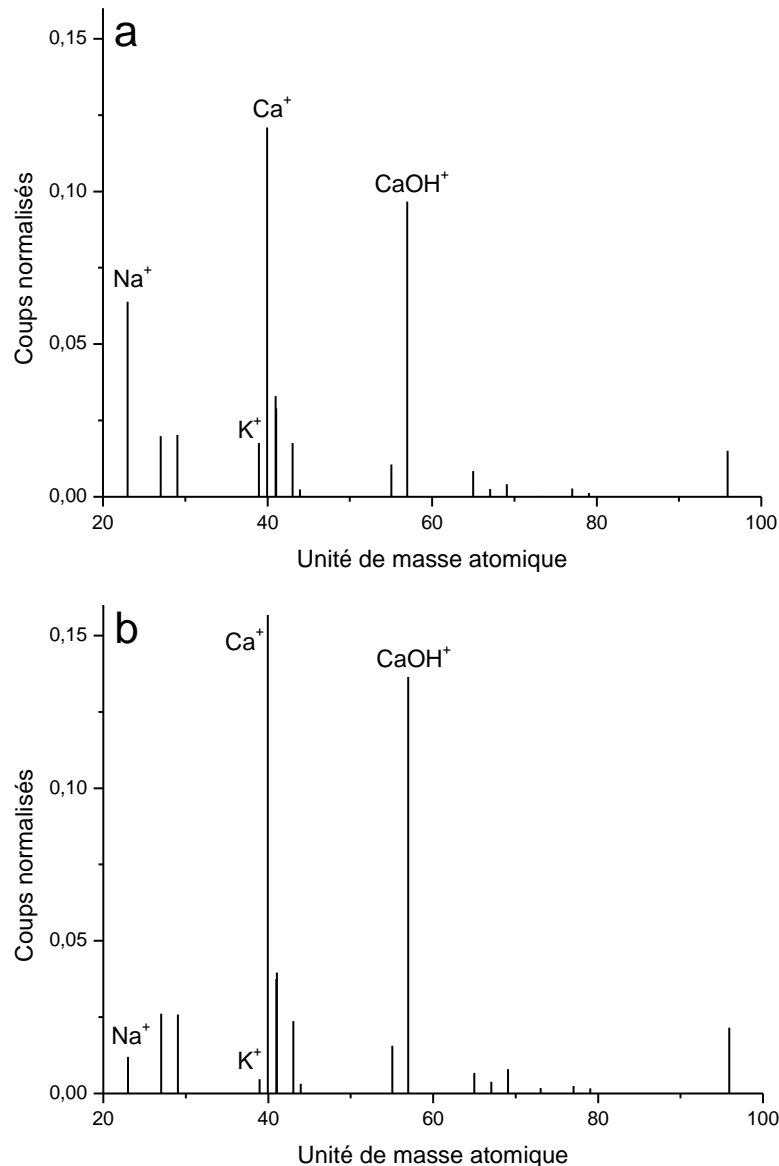 a
0,15
Ca⁺
CaOH⁺
0,10
Na⁺
0,05
K⁺
0,00
20 40 60 80 100
Coups normalisés
Unité de masse atomique
b
0,15
Ca⁺
CaOH⁺
0,10
0,05
Na⁺
K⁺
0,00
20 40 60 80 100
Coups normalisés
Unité de masse atomique